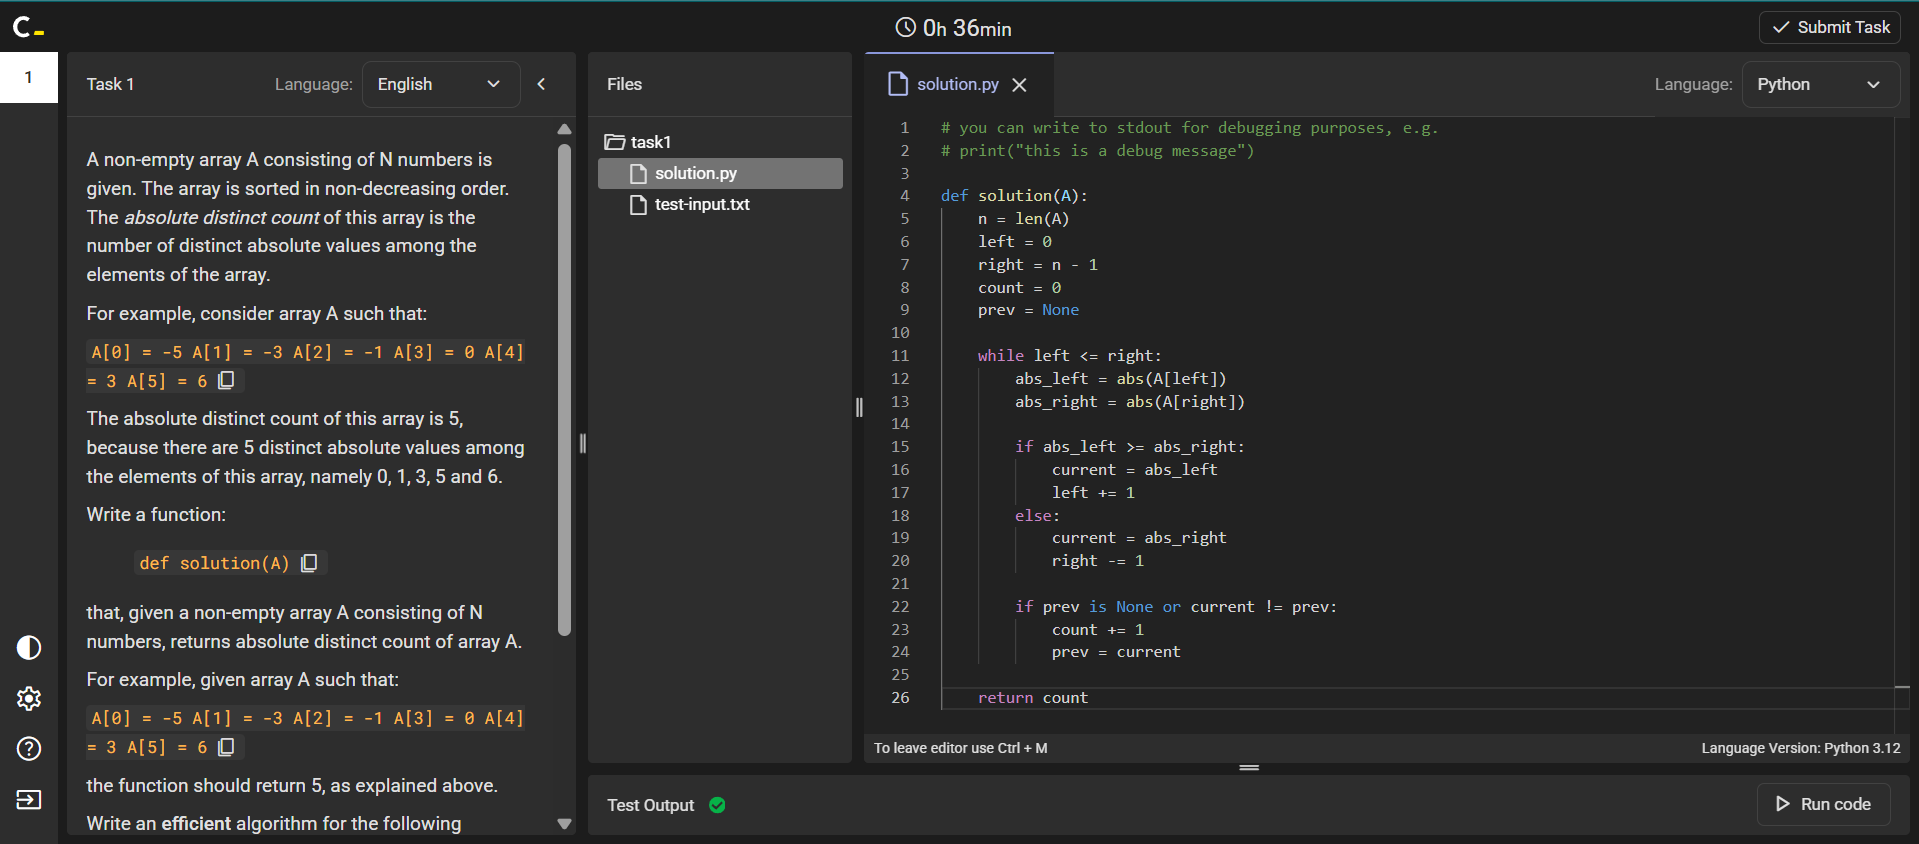 C_
0h 36min
Submit Task
1
Task 1
Language:
English
A non-empty array A consisting of N numbers is
given. The array is sorted in non-decreasing order.
The absolute distinct count of this array is the
number of distinct absolute values among the
elements of the array.
For example, consider array A such that:
A[0] = -5 A[1] = -3 A[2] = -1 A[3] = 0 A[4]
= 3 A[5] = 6
The absolute distinct count of this array is 5,
because there are 5 distinct absolute values among
the elements of this array, namely 0, 1, 3, 5 and 6.
Write a function:
def solution(A)
that, given a non-empty array A consisting of N
numbers, returns absolute distinct count of array A.
For example, given array A such that:
A[0] = -5 A[1] = -3 A[2] = -1 A[3] = 0 A[4]
= 3 A[5] = 6
the function should return 5, as explained above.
Write an efficient algorithm for the following
Files
task1
solution.py
test-input.txt
solution.py
Language:
Python
1 # you can write to stdout for debugging purposes, e.g.
2 # print("this is a debug message")
3
4 def solution(A):
5     n = len(A)
6     left = 0
7     right = n - 1
8     count = 0
9     prev = None
10
11     while left <= right:
12         abs_left = abs(A[left])
13         abs_right = abs(A[right])
14
15         if abs_left >= abs_right:
16             current = abs_left
17             left += 1
18         else:
19             current = abs_right
20             right -= 1
21
22         if prev is None or current != prev:
23             count += 1
24             prev = current
25
26     return count
To leave editor use Ctrl + M
Language Version: Python 3.12
Test Output
Run code